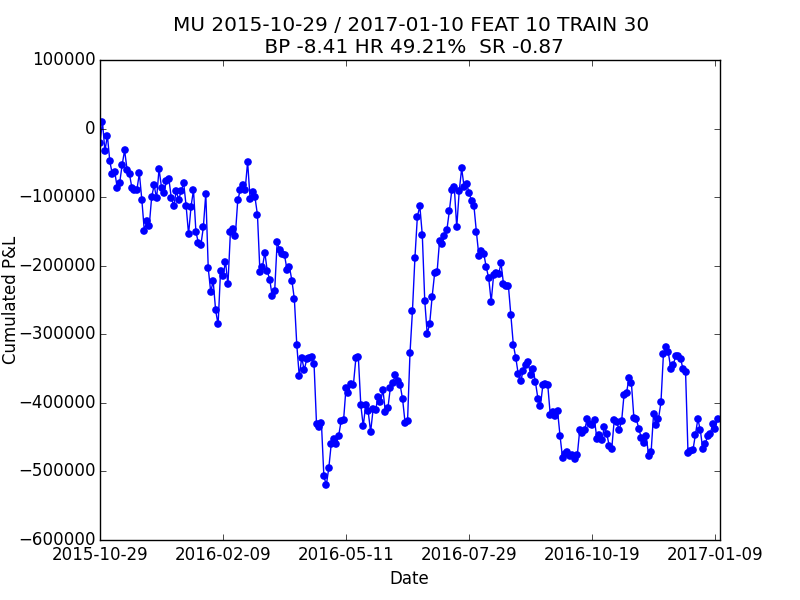 MU 2015-10-29 / 2017-01-10 FEAT 10 TRAIN 30
BP -8.41 HR 49.21%  SR -0.87
100000
0
−100000
−200000
−300000
−400000
−500000
−600000
Cumulated P&L
2015-10-29 2016-02-09 2016-05-11 2016-07-29 2016-10-19 2017-01-09
Date